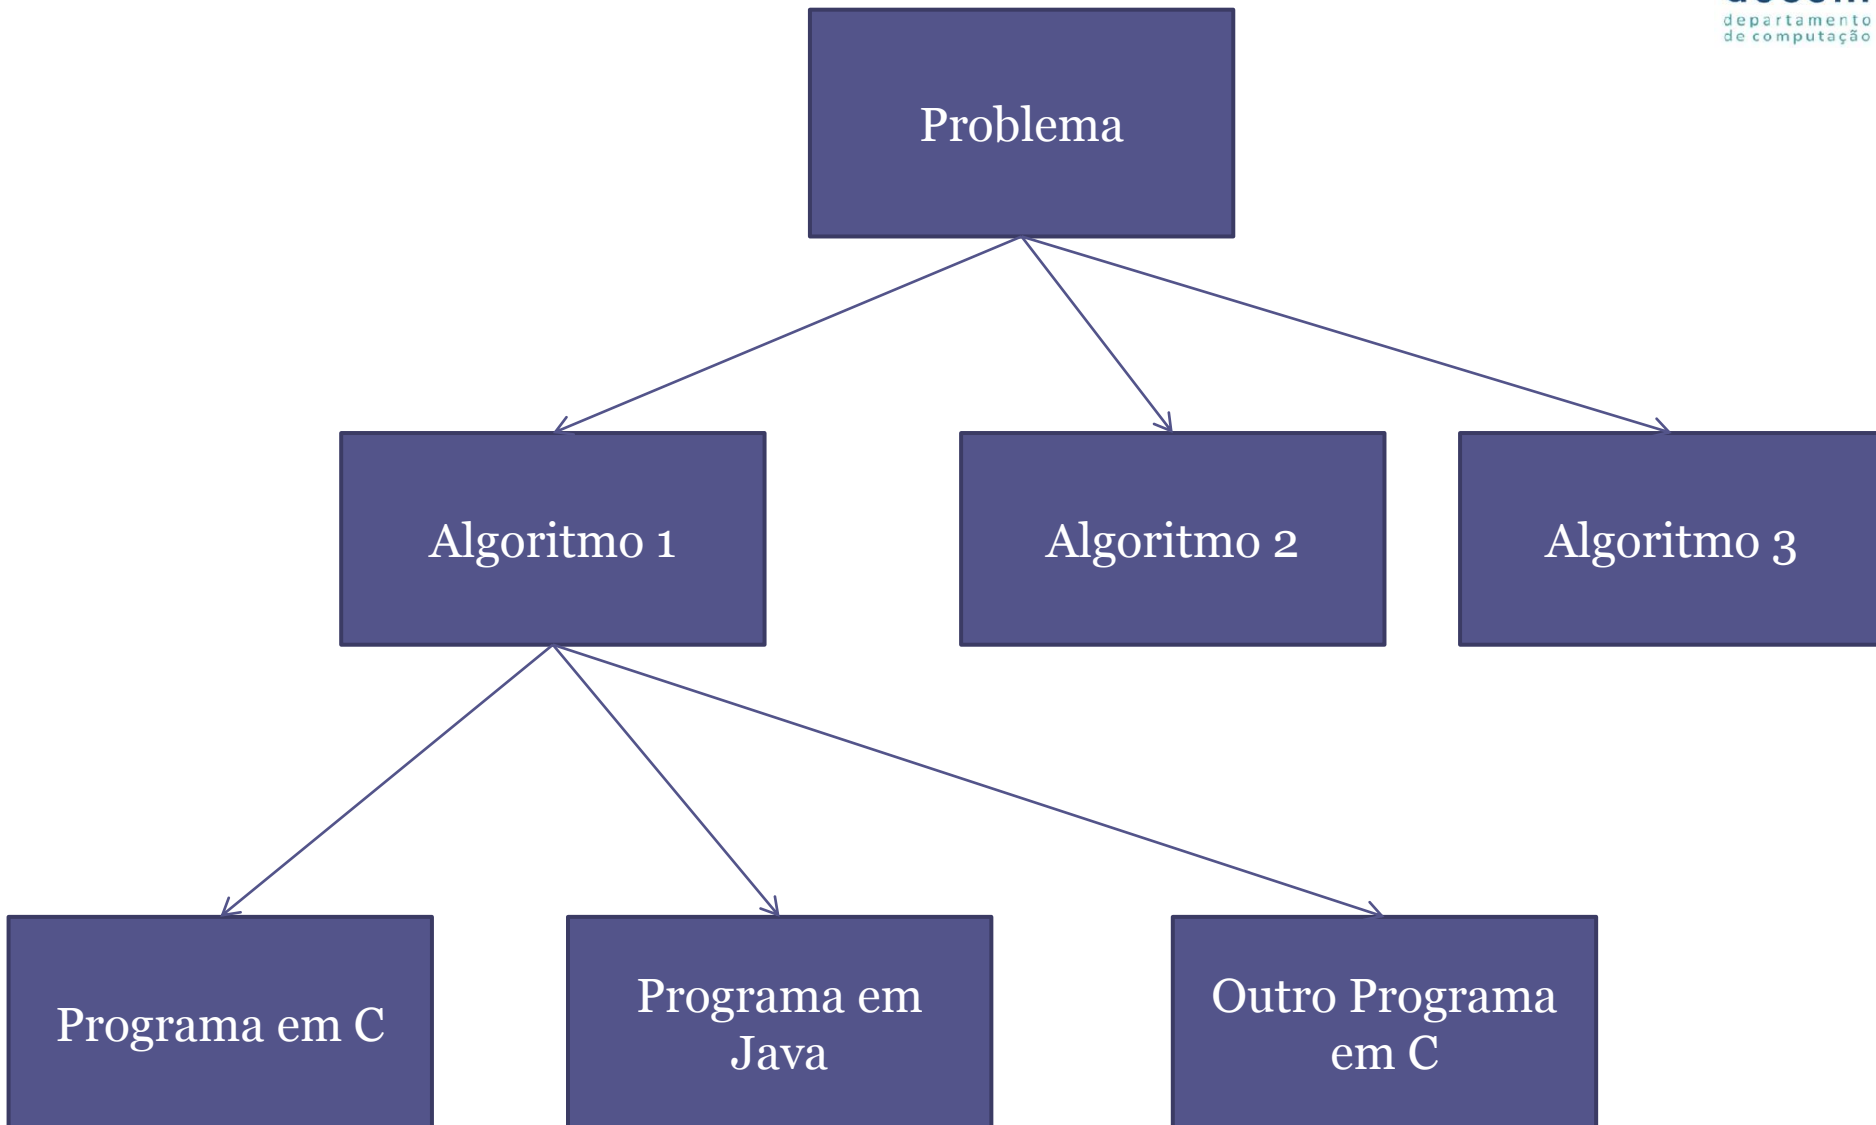 departamento
de computação
Problema
Algoritmo 1
Algoritmo 2
Algoritmo 3
Programa em C
Programa em
Java
Outro Programa
em C